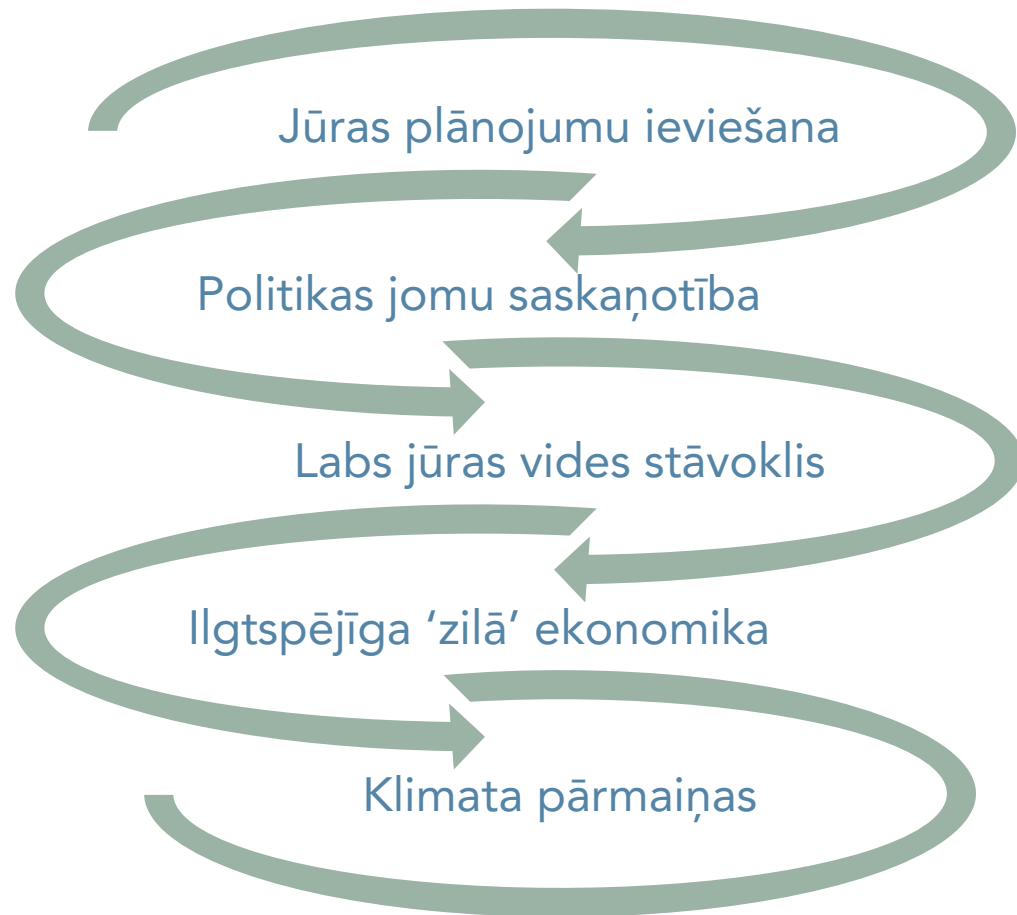 Jūras plānojumu ieviešana
Politikas jomu saskaņotība
Labs jūras vides stāvoklis
Ilgtspējīga ‘zilā’ ekonomika
Klimata pārmaiņas